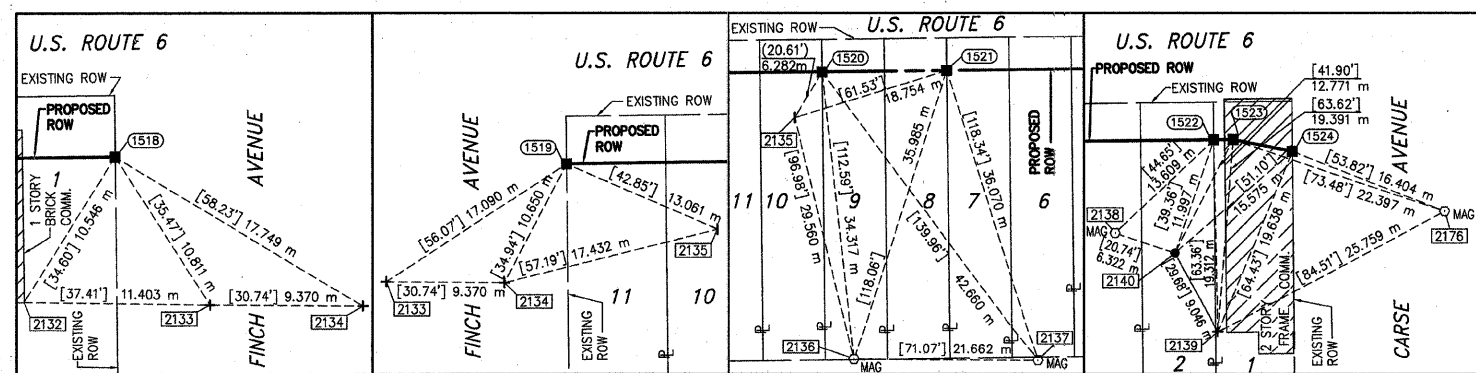 U.S. ROUTE 6
EXISTING ROW
PROPOSED
ROW
1518
1 STORY
BRICK
COMM.
1
[34.60'] 10.546 m
[35.47'] 10.811
[58.23'] 17.749 m
[37.41'] 11.403 m
[30.74'] 9.370 m
2132
2133
2134
EXISTING
ROW
FINCH
AVENUE
U.S. ROUTE 6
EXISTING ROW
PROPOSED
ROW
1519
AVENUE
[56.07'] 17.090 m
[34.94'] 10.650 m
[42.85'] 13.061 m
[57.19'] 17.432 m
2135
[30.74'] 9.370 m
2133
2134
FINCH
EXISTING
ROW
11
10
PL
EXISTING ROW
U.S. ROUTE 6
(20.61')
6.282m
1520
1521
[61.53'] 18.754 m
2135
[96.98'] 29.560 m
[112.59'] 34.317 m
[118.06'] 35.985 m
[139.96'] 42.660 m
[118.34'] 36.070 m
PROPOSED
ROW
11
10
9
8
7
6
PL
PL
PL
PL
PL
2136
MAG
[71.07'] 21.662 m
2137
MAG
U.S. ROUTE 6
PROPOSED ROW
EXISTING ROW
[41.90']
12.771 m
[63.62']
19.391 m
1522
1523
1524
[44.65'] 13.609 m
[39.36'] 11.997 m
[51.10'] 15.575 m
[53.82'] 16.404 m
[73.48'] 22.397 m
2138
MAG
[20.74']
6.322 m
2140
[29.68'] 9.046 m
[63.36'] 19.312 m
[64.43'] 19.638 m
[84.51'] 25.759 m
MAG
2176
2139
2 STORY
FRAME COMM.
EXISTING
ROW
AVENUE
CARSE
2
1
PL
PL